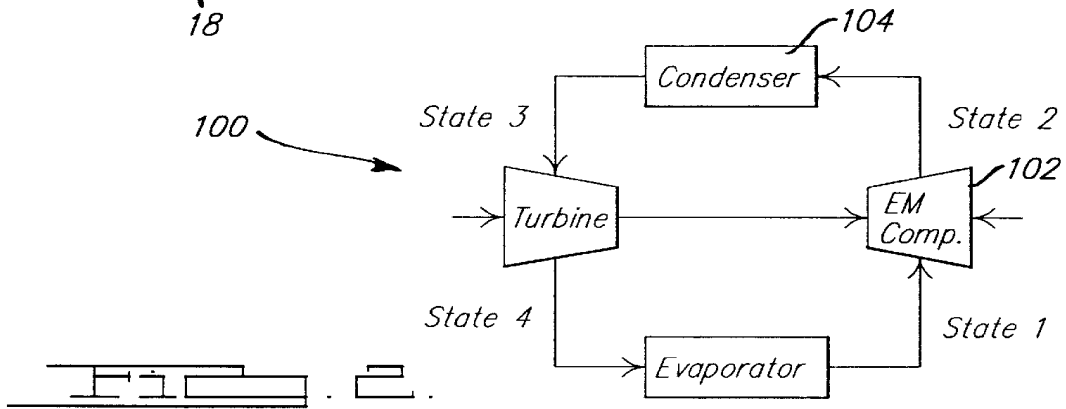 18
104
Condenser
State 3
State 2
100
102
Turbine
EM
Comp.
State 4
State 1
Evaporator